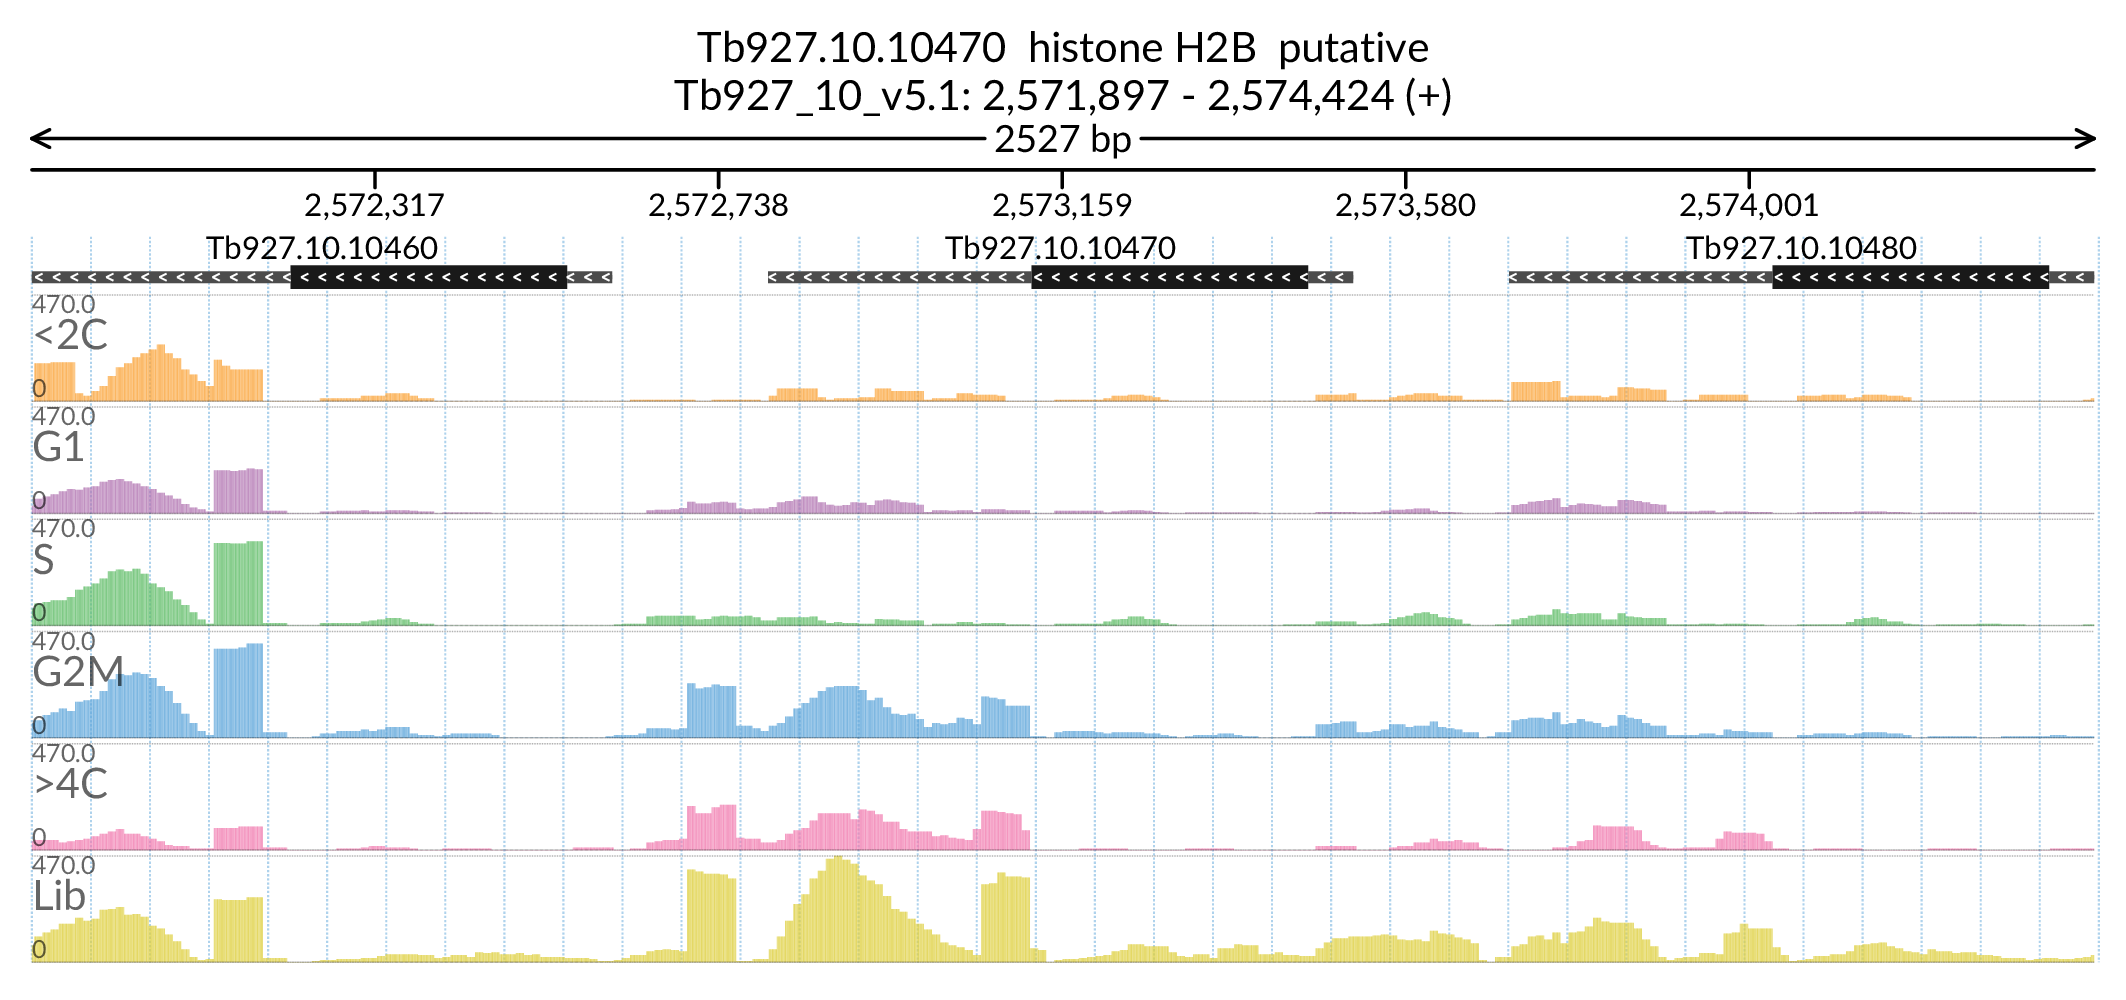 Tb927.10.10470  histone H2B  putative
Tb927_10_v5.1: 2,571,897 - 2,574,424 (+)
2527 bp
2,572,317 2,572,738 2,573,159 2,573,580 2,574,001
Tb927.10.10460 Tb927.10.10470 Tb927.10.10480
470.0
<2C
0
470.0
G1
0
470.0
S
0
470.0
G2M
0
470.0
>4C
0
470.0
Lib
0